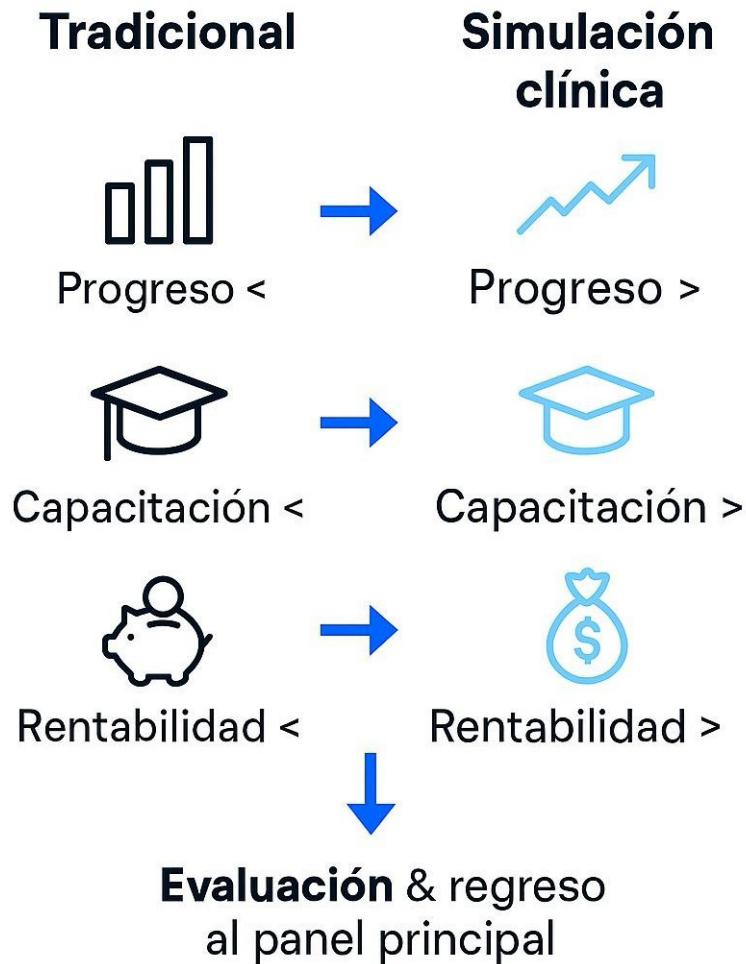 Tradicional
Simulación
clínica
Progreso <
Progreso >
Capacitación <
Capacitación >
$
Rentabilidad <
Rentabilidad >
Evaluación & regreso
al panel principal